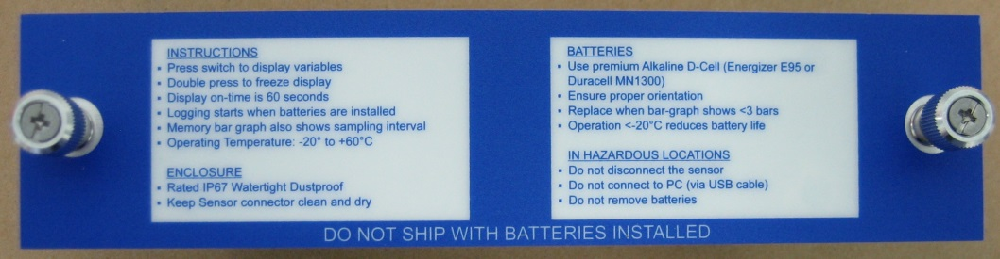 INSTRUCTIONS
▪ Press switch to display variables
▪ Double press to freeze display
▪ Display on-time is 60 seconds
▪ Logging starts when batteries are installed
▪ Memory bar graph also shows sampling interval
▪ Operating Temperature: -20° to +60°C
ENCLOSURE
▪ Rated IP67 Watertight Dustproof
▪ Keep Sensor connector clean and dry
BATTERIES
▪ Use premium Alkaline D-Cell (Energizer E95 or
Duracell MN1300)
▪ Ensure proper orientation
▪ Replace when bar-graph shows <3 bars
▪ Operation <-20°C reduces battery life
IN HAZARDOUS LOCATIONS
▪ Do not disconnect the sensor
▪ Do not connect to PC (via USB cable)
▪ Do not remove batteries
DO NOT SHIP WITH BATTERIES INSTALLED